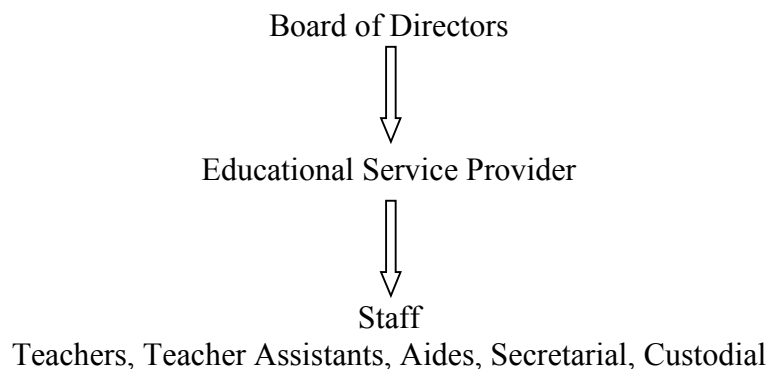 Board of Directors
Educational Service Provider
Staff
Teachers, Teacher Assistants, Aides, Secretarial, Custodial